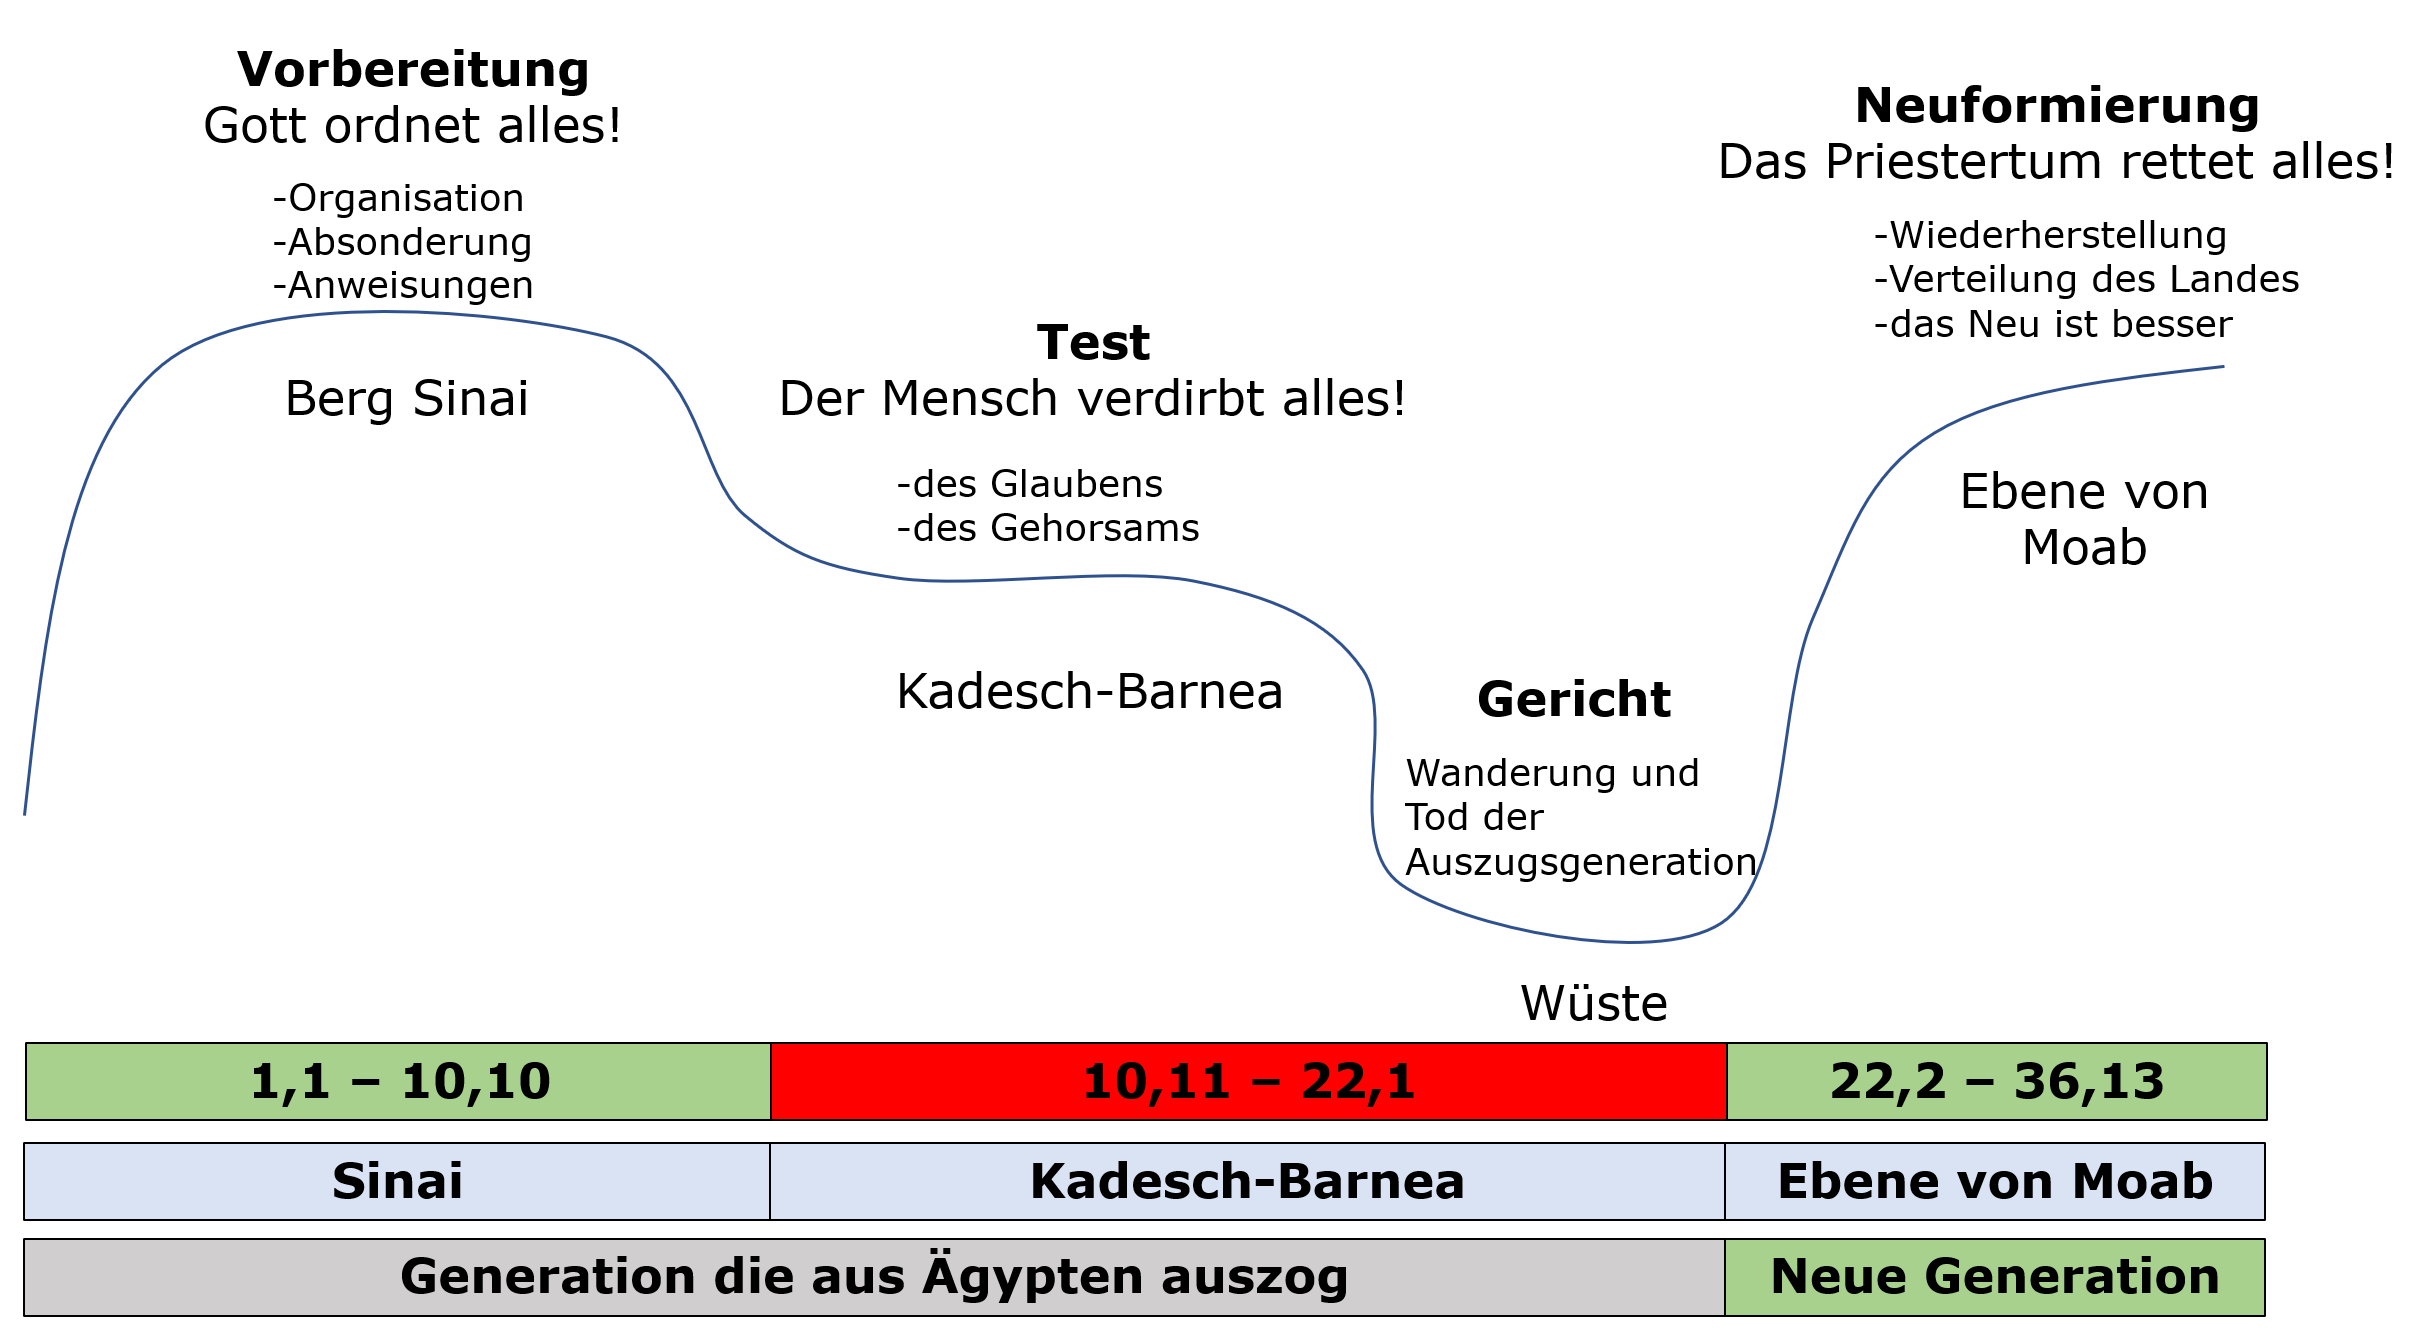 Vorbereitung
Gott ordnet alles!
-Organisation
-Absonderung
-Anweisungen
Berg Sinai
Test
Der Mensch verdirbt alles!
-des Glaubens
-des Gehorsams
Kadesch-Barnea
Gericht
Wanderung und
Tod der
Auszugsgeneration
Wüste
Neuformierung
Das Priestertum rettet alles!
-Wiederherstellung
-Verteilung des Landes
-das Neu ist besser
Ebene von
Moab
1,1 – 10,10
10,11 – 22,1
22,2 – 36,13
Sinai
Kadesch-Barnea
Ebene von Moab
Generation die aus Ägypten auszog
Neue Generation